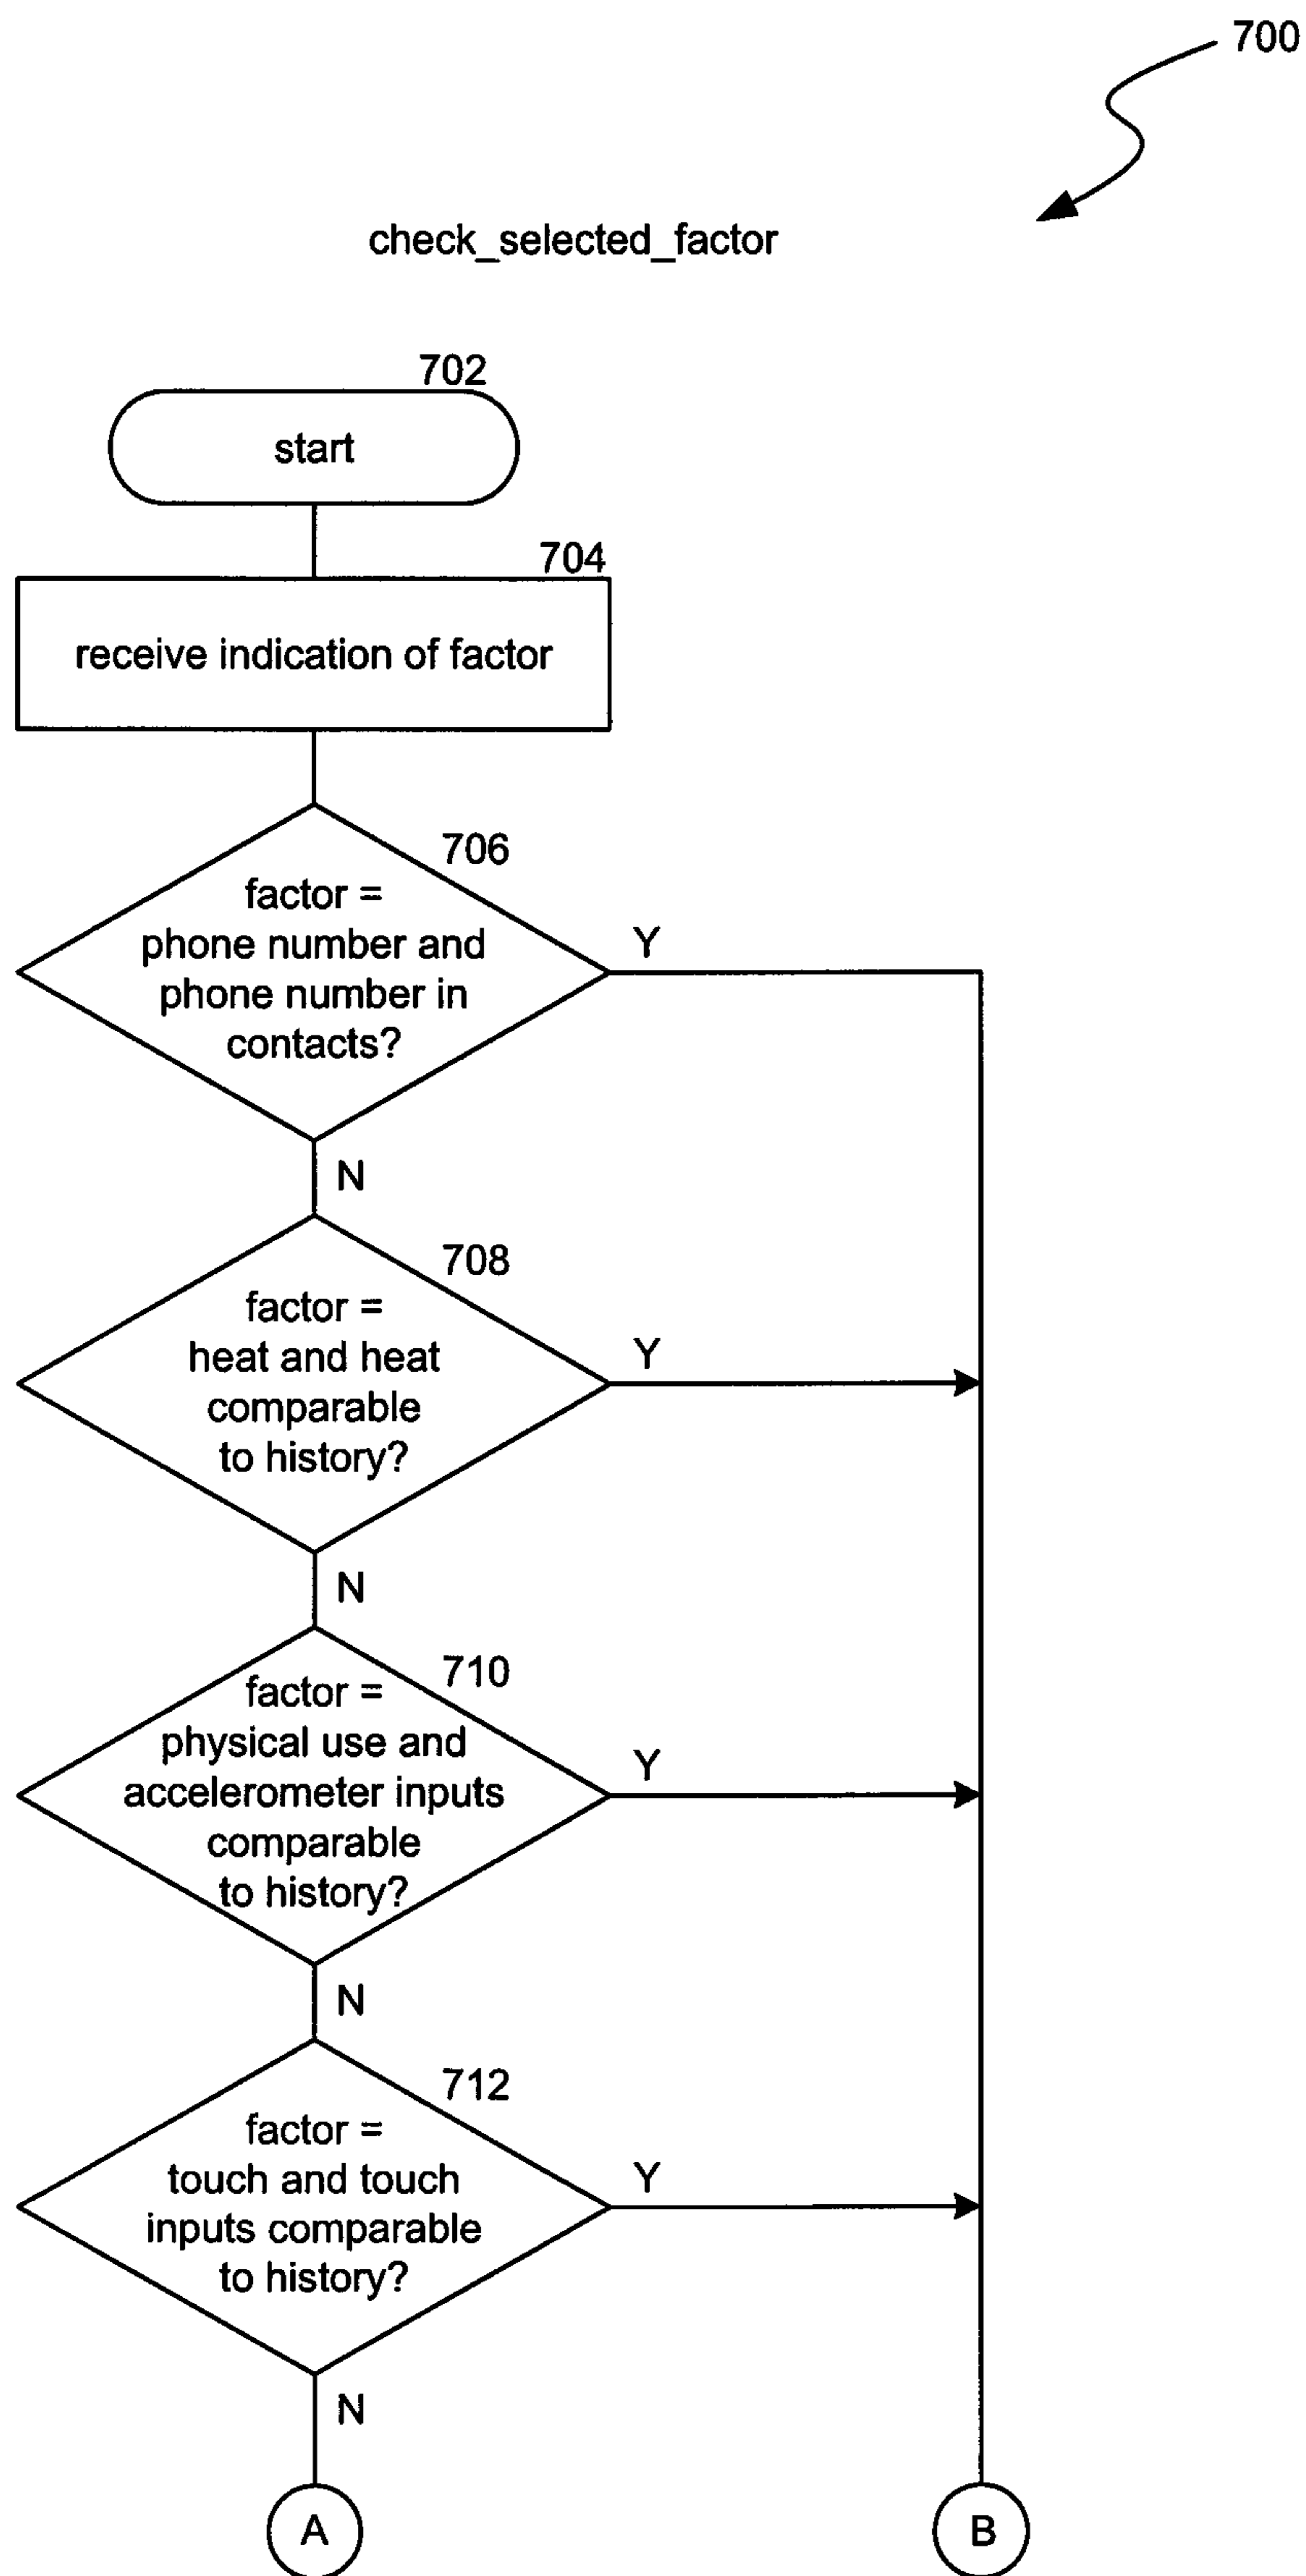 700
check_selected_factor
702
start
704
receive indication of factor
706
factor =
phone number and
phone number in
contacts?
Y
N
708
factor =
heat and heat
comparable
to history?
Y
N
710
factor =
physical use and
accelerometer inputs
comparable
to history?
Y
N
712
factor =
touch and touch
inputs comparable
to history?
Y
N
A
B